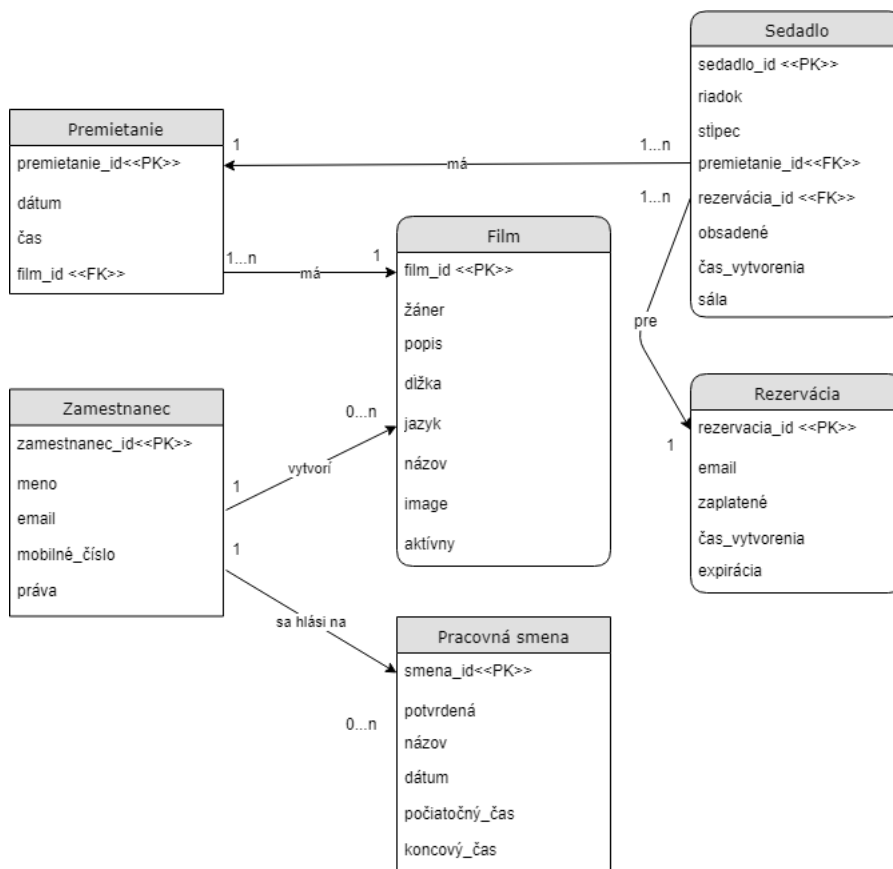 Sedadlo
sedadlo_id <<PK>>
riadok
stĺpec
premietanie_id<<FK>>
rezervácia_id <<FK>>
obsadené
čas_vytvorenia
sála
Premietanie
premietanie_id<<PK>>
dátum
čas
film_id <<FK>>
1
má
1...n
1...n
1...n
má
1
Film
film_id <<PK>>
žáner
popis
dĺžka
jazyk
názov
image
aktívny
pre
1
Rezervácia
rezervacia_id <<PK>>
email
zaplatené
čas_vytvorenia
expirácia
Zamestnanec
zamestnanec_id<<PK>>
meno
email
mobilné_číslo
práva
0...n
vytvorí
1
1
sa hlási na
0...n
Pracovná smena
smena_id<<PK>>
potvrdená
názov
dátum
počiatočný_čas
koncový_čas